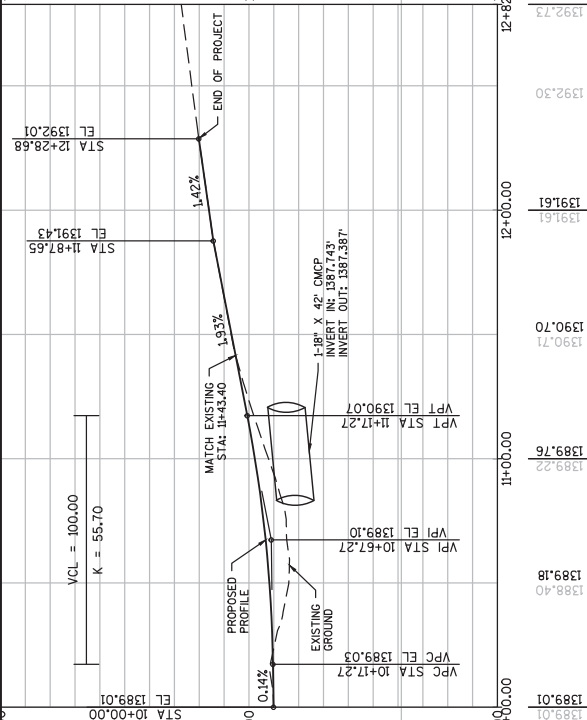 STA 10+00.00
EL 1389.01
0.14%
VPC STA 10+17.27
VPC EL 1389.03
VCL = 100.00
K = 55.70
PROPOSED
PROFILE
EXISTING
GROUND
VPI STA 10+67.27
VPI EL 1389.10
VPT STA 11+17.27
VPT EL 1390.07
MATCH EXISTING
STA: 11+43.40
1-18" X 42' CMCP
INVERT IN: 1387.743'
INVERT OUT: 1387.387'
1.93%
STA 11+87.65
EL 1391.43
1.42%
STA 12+28.68
EL 1392.01
END OF PROJECT
00.00
11+00.00
12+00.00
12+82
1389.01
1389.01
1389.18
1388.40
1389.76
1389.22
1390.70
1390.71
1391.61
1391.61
1392.30
1392.73